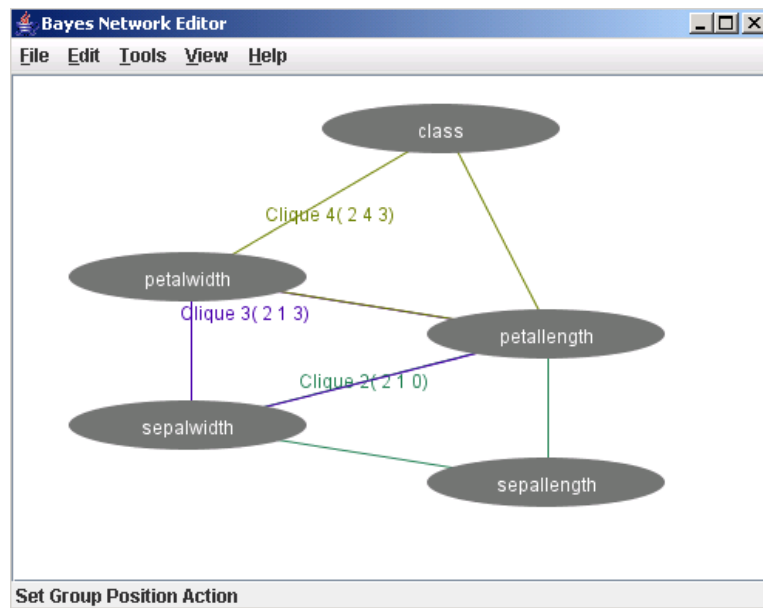 Bayes Network Editor
File Edit Tools View Help
class
Clique 4( 2 4 3)
petalwidth
Clique 3( 2 1 3)
petallength
Clique 2( 2 1 0)
sepalwidth
sepallength
Set Group Position Action